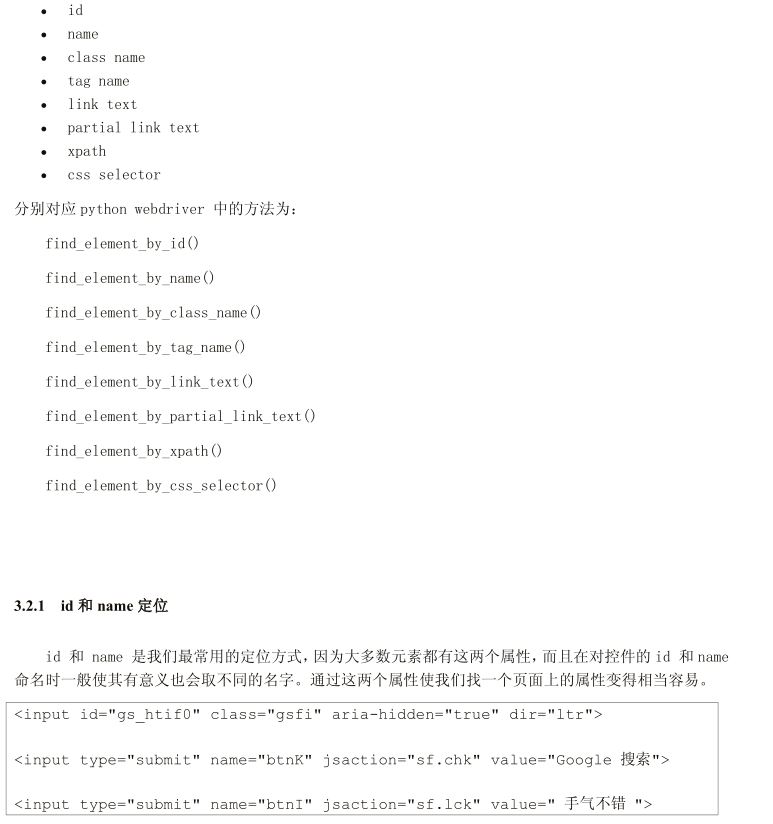 • id
• name
• class name
• tag name
• link text
• partial link text
• xpath
• css selector
分别对应 python webdriver 中的方法为：
find_element_by_id()
find_element_by_name()
find_element_by_class_name()
find_element_by_tag_name()
find_element_by_link_text()
find_element_by_partial_link_text()
find_element_by_xpath()
find_element_by_css_selector()
3.2.1 id 和 name 定位
id 和 name 是我们最常用的定位方式，因为大多数元素都有这两个属性，而且在对控件的 id 和 name
命名时一般使其有意义也会取不同的名字。通过这两个属性使我们找一个页面上的属性变得相当容易。
<input id="gs_htif0" class="gsfi" aria-hidden="true" dir="ltr">
<input type="submit" name="btnK" jsaction="sf.chk" value="Google 搜索">
<input type="submit" name="btnI" jsaction="sf.lck" value=" 手气不错 ">